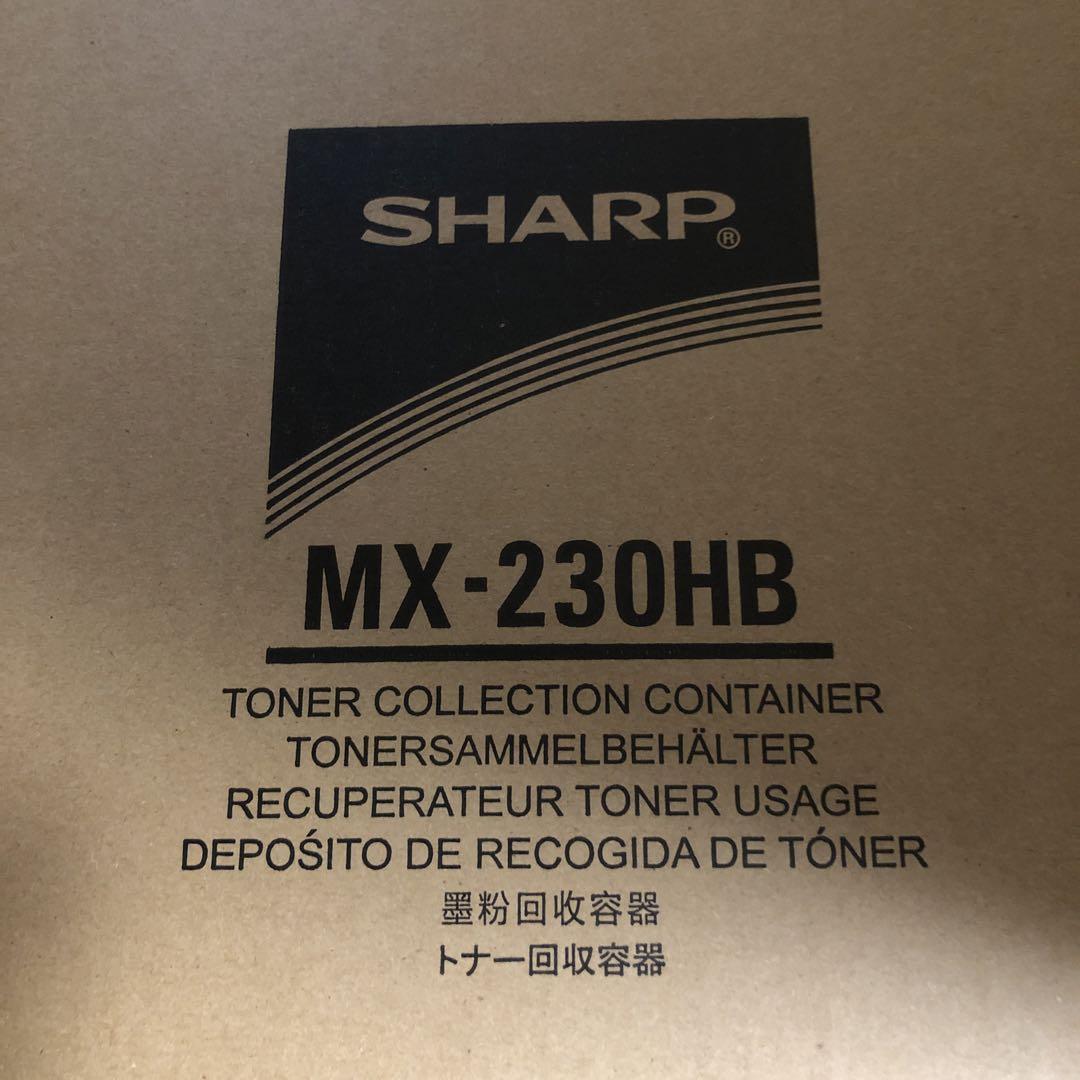 SHARP®
MX-230HB
TONER COLLECTION CONTAINER
TONERSAMMELBEHÄLTER
RECUPERATEUR TONER USAGE
DEPOŚITO DE RECOGIDA DE TÓNER
墨粉回收容器
トナー回収容器